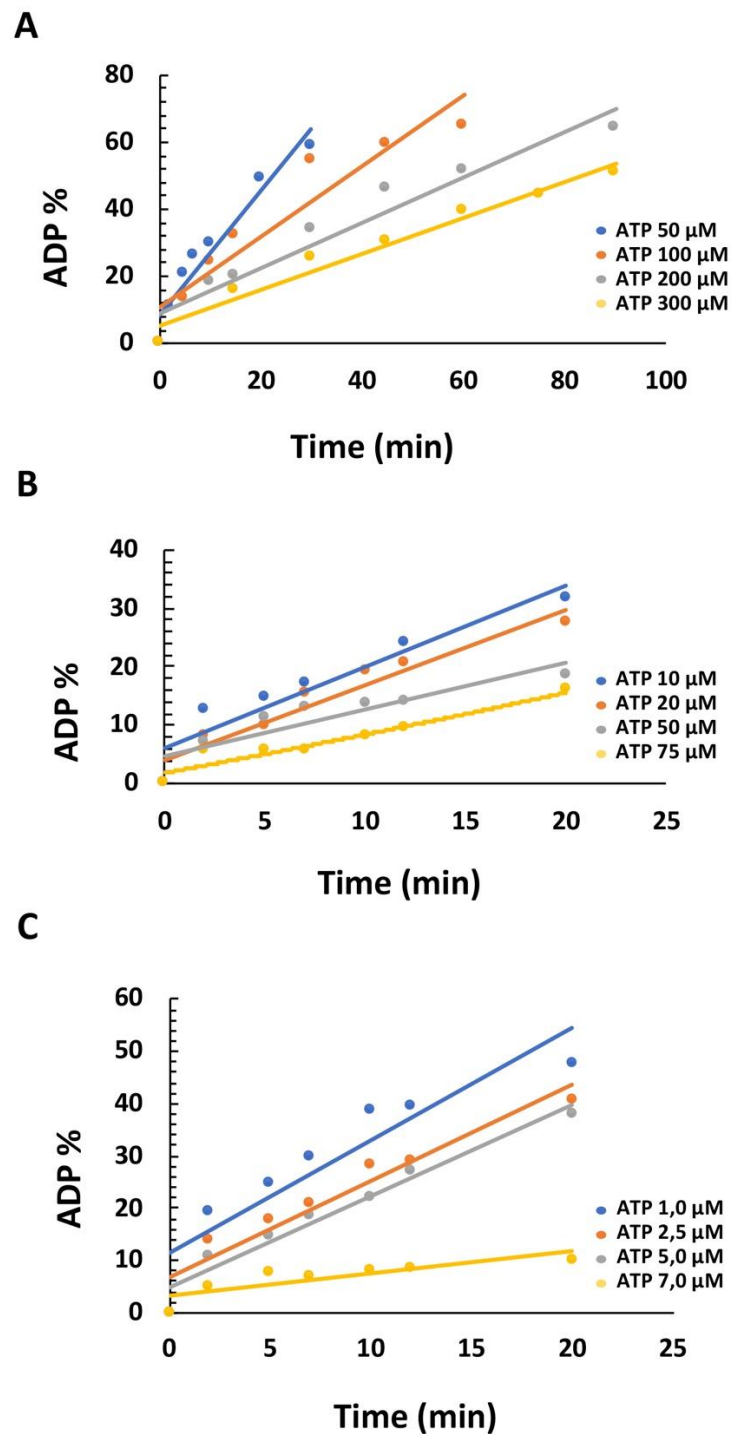 A
80
60
40
20
0
ADP %
0 20 40 60 80 100
Time (min)
ATP 50 µM
ATP 100 µM
ATP 200 µM
ATP 300 µM
B
40
30
20
10
0
ADP %
0 5 10 15 20 25
Time (min)
ATP 10 µM
ATP 20 µM
ATP 50 µM
ATP 75 µM
C
60
50
40
30
20
10
0
ADP %
0 5 10 15 20 25
Time (min)
ATP 1,0 µM
ATP 2,5 µM
ATP 5,0 µM
ATP 7,0 µM